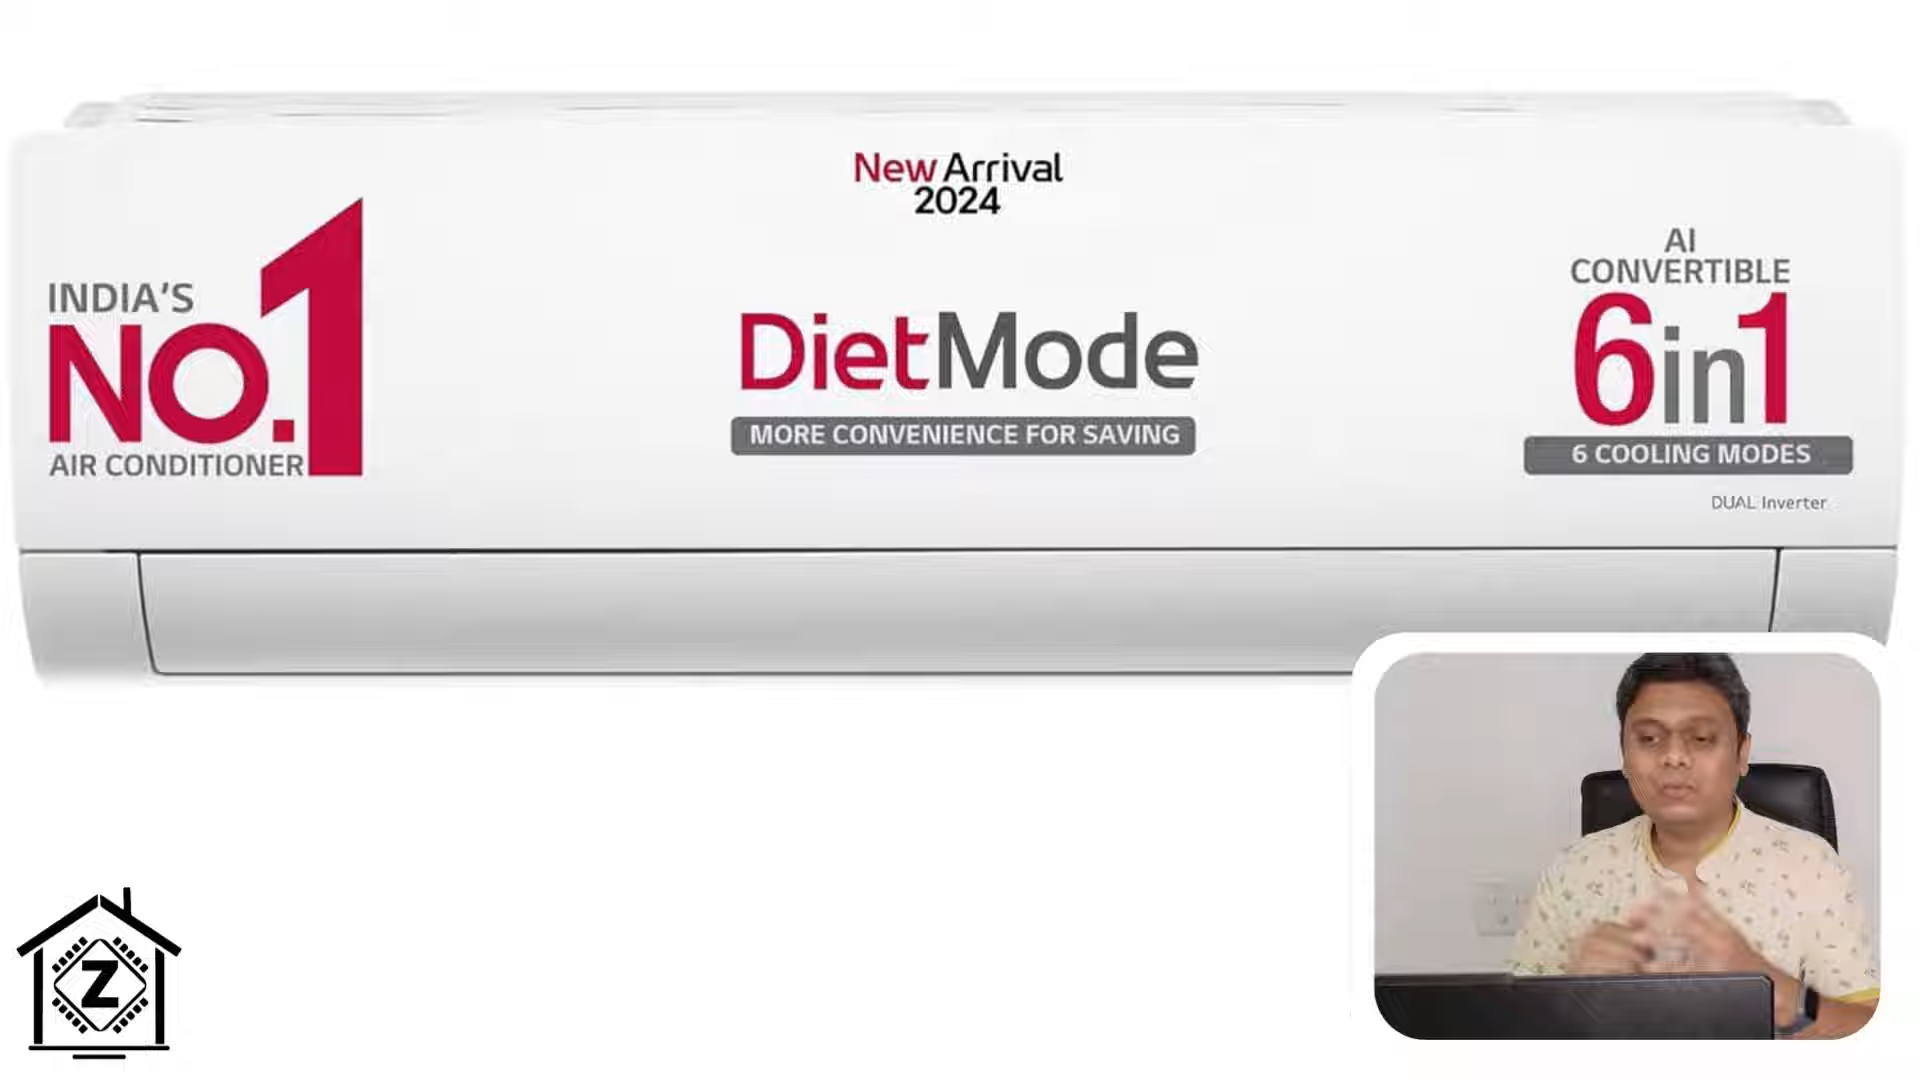 New Arrival
2024
INDIA'S
NO.1
AIR CONDITIONER
DietMode
MORE CONVENIENCE FOR SAVING
AI
CONVERTIBLE
6in1
6 COOLING MODES
DUAL Inverter
Z